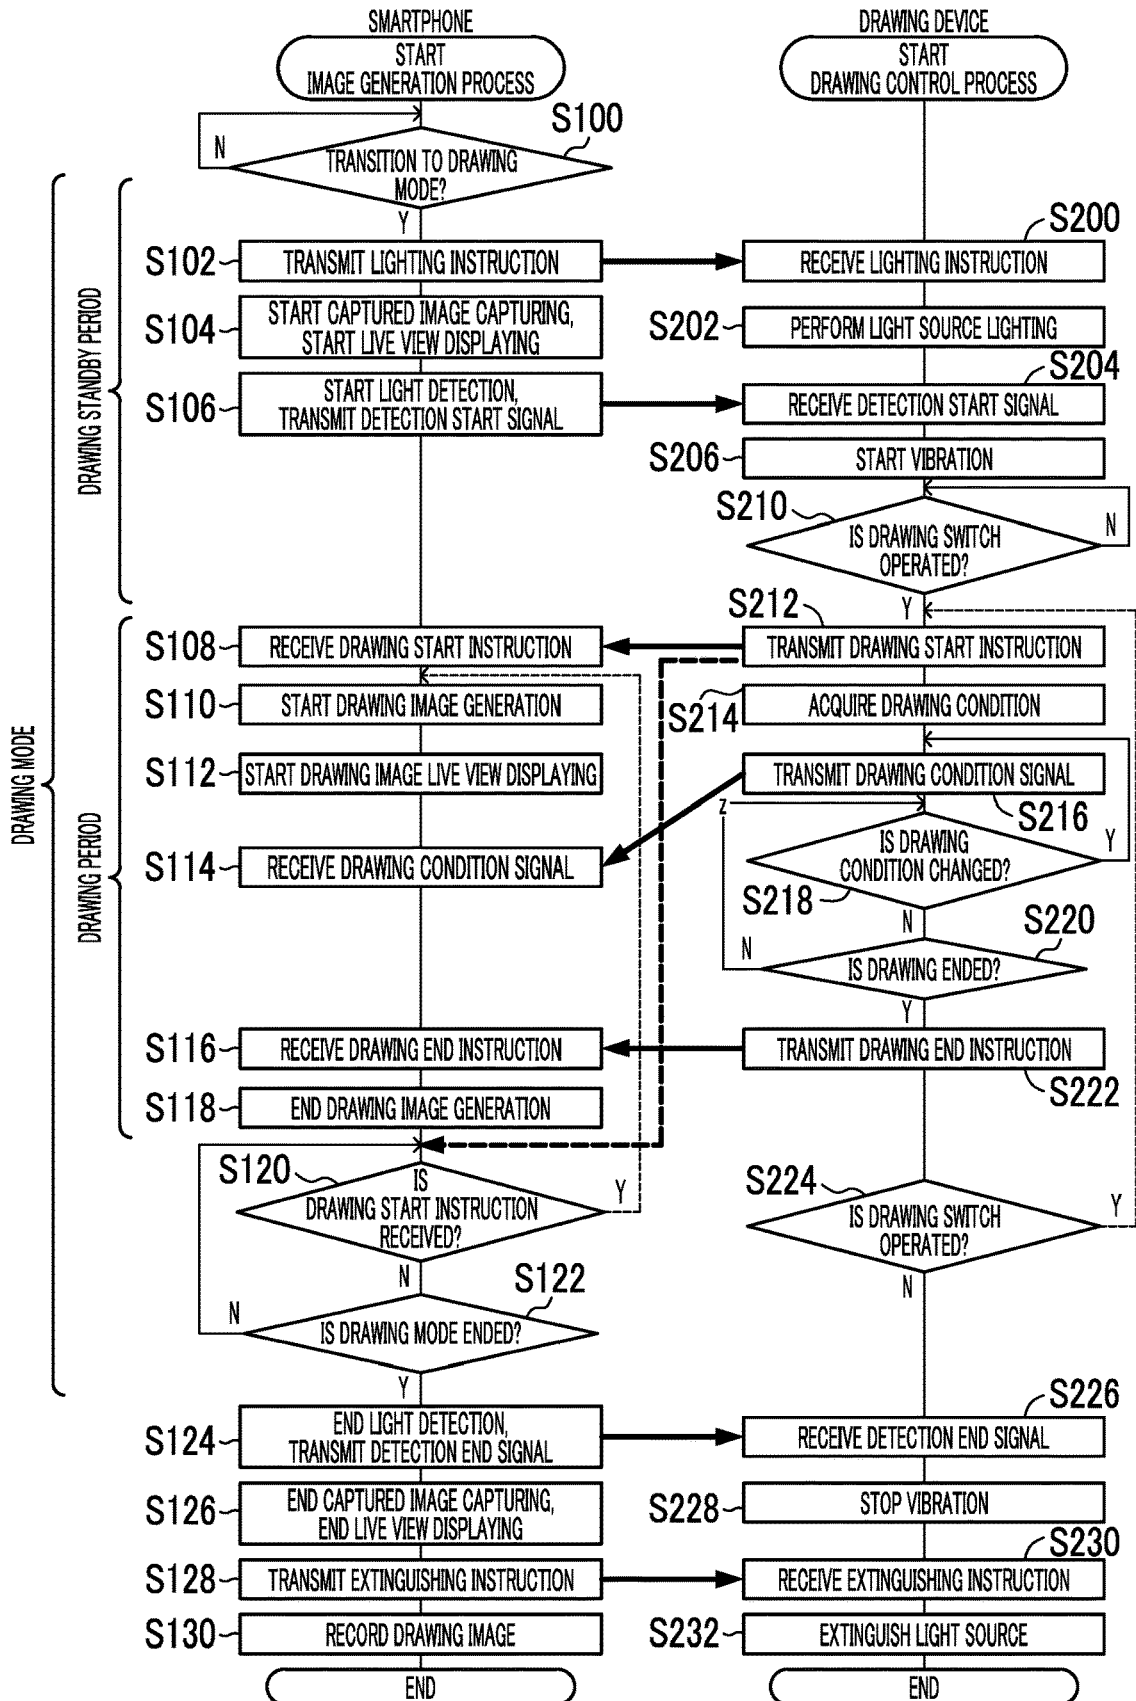 SMARTPHONE
DRAWING DEVICE
START
IMAGE GENERATION PROCESS
START
DRAWING CONTROL PROCESS
S100
N
TRANSITION TO DRAWING
MODE?
Y
S102
TRANSMIT LIGHTING INSTRUCTION
S200
RECEIVE LIGHTING INSTRUCTION
S104
START CAPTURED IMAGE CAPTURING,
START LIVE VIEW DISPLAYING
S202
PERFORM LIGHT SOURCE LIGHTING
S106
START LIGHT DETECTION,
TRANSMIT DETECTION START SIGNAL
S204
RECEIVE DETECTION START SIGNAL
S206
START VIBRATION
S210
IS DRAWING SWITCH
OPERATED?
N
Y
DRAWING STANDBY PERIOD
DRAWING MODE
DRAWING PERIOD
S108
RECEIVE DRAWING START INSTRUCTION
S212
TRANSMIT DRAWING START INSTRUCTION
S110
START DRAWING IMAGE GENERATION
S214
ACQUIRE DRAWING CONDITION
S112
START DRAWING IMAGE LIVE VIEW DISPLAYING
TRANSMIT DRAWING CONDITION SIGNAL
S216
z
S114
RECEIVE DRAWING CONDITION SIGNAL
IS DRAWING
CONDITION CHANGED?
Y
S218
N
S220
N
IS DRAWING ENDED?
Y
S116
RECEIVE DRAWING END INSTRUCTION
TRANSMIT DRAWING END INSTRUCTION
S222
S118
END DRAWING IMAGE GENERATION
S120
IS
DRAWING START INSTRUCTION
RECEIVED?
Y
N
S224
IS DRAWING SWITCH
OPERATED?
Y
N
S122
N
IS DRAWING MODE ENDED?
Y
S124
END LIGHT DETECTION,
TRANSMIT DETECTION END SIGNAL
S226
RECEIVE DETECTION END SIGNAL
S126
END CAPTURED IMAGE CAPTURING,
END LIVE VIEW DISPLAYING
S228
STOP VIBRATION
S128
TRANSMIT EXTINGUISHING INSTRUCTION
S230
RECEIVE EXTINGUISHING INSTRUCTION
S130
RECORD DRAWING IMAGE
S232
EXTINGUISH LIGHT SOURCE
END
END